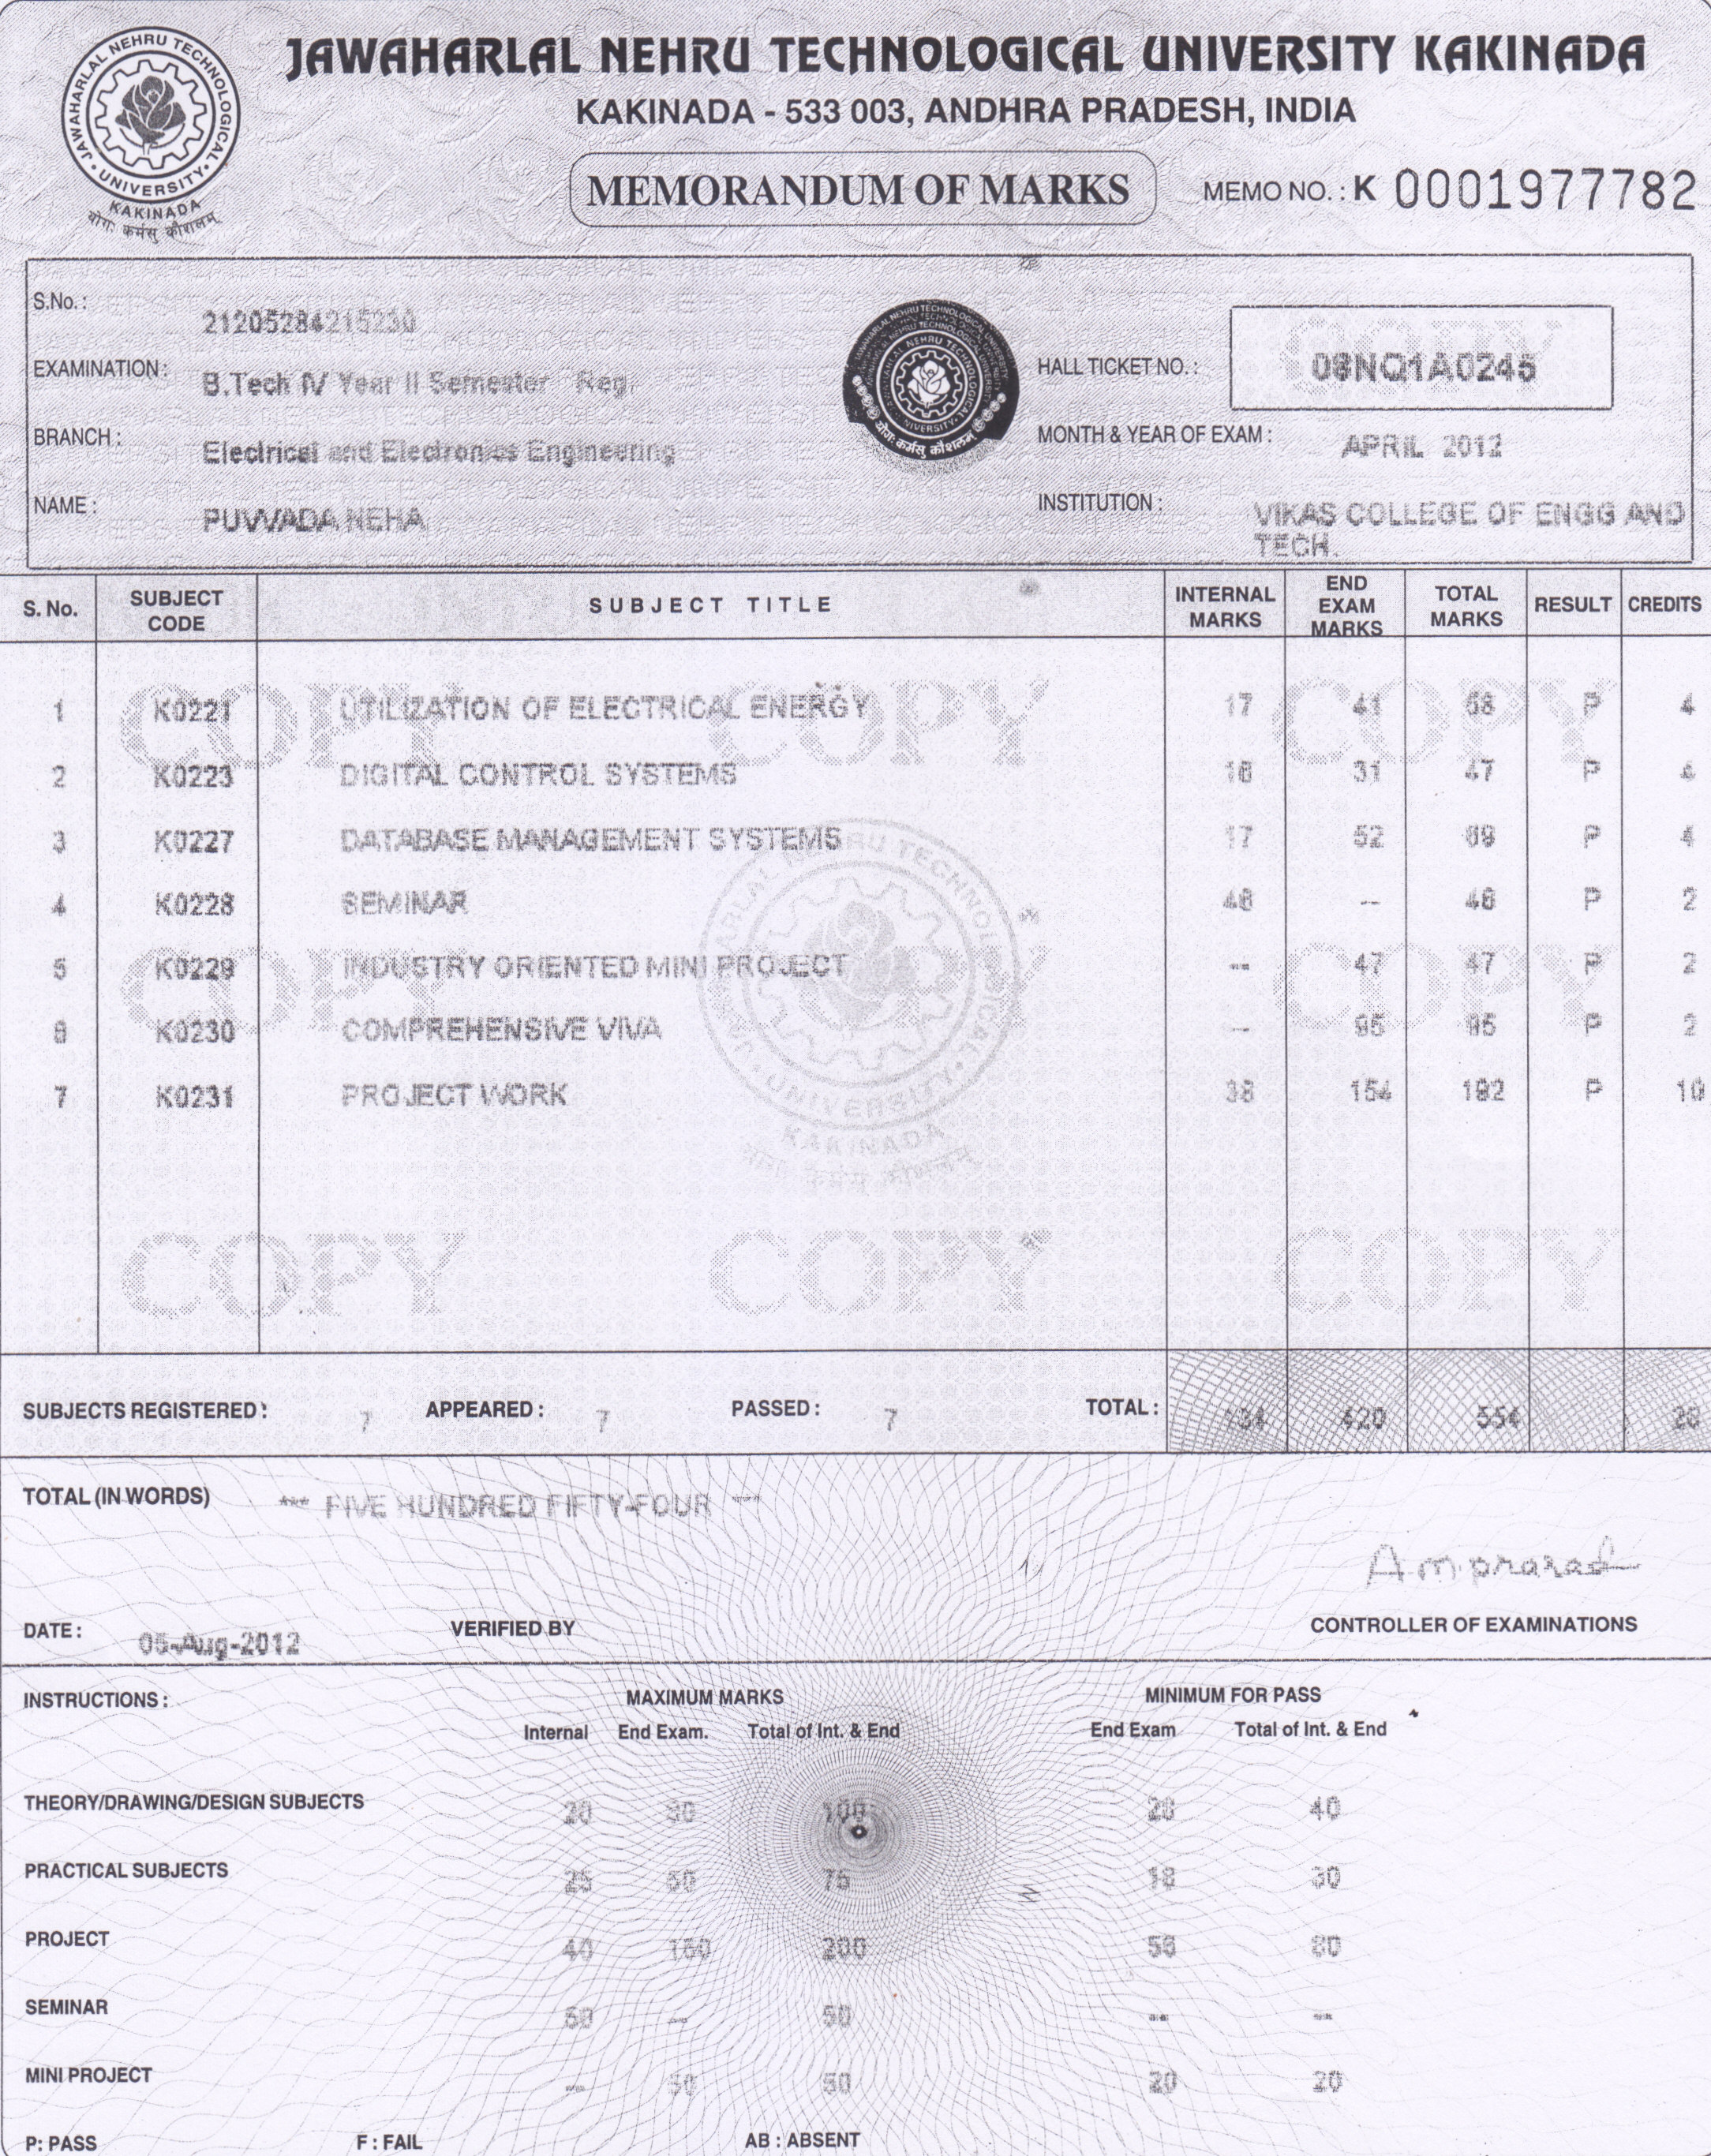 JAWAHARLAL NEHRU TECHNOLOGICAL UNIVERSITY KAKINADA
KAKINADA - 533 003, ANDHRA PRADESH, INDIA
JAWAHARLAL NEHRU TECHNOLOGICAL UNIVERSITY
KAKINADA
योगः कर्मसु कौशलम्
MEMORANDUM OF MARKS
MEMO NO. : K 0001977782
S.No. : 21205284215230
EXAMINATION : B.Tech IV Year II Semester Reg.
HALL TICKET NO. : 08NQ1A0245
BRANCH : Electrical and Electronics Engineering
MONTH & YEAR OF EXAM : APRIL 2012
NAME : PUVVADA NEHA
INSTITUTION : VIKAS COLLEGE OF ENGG AND TECH.
S. No. SUBJECT CODE SUBJECT TITLE INTERNAL MARKS END EXAM MARKS TOTAL MARKS RESULT CREDITS
1 K0221 UTILIZATION OF ELECTRICAL ENERGY 17 41 58 P 4
2 K0223 DIGITAL CONTROL SYSTEMS 16 31 47 P 4
3 K0227 DATABASE MANAGEMENT SYSTEMS 17 52 69 P 4
4 K0228 SEMINAR 46 -- 46 P 2
5 K0229 INDUSTRY ORIENTED MINI PROJECT -- 47 47 P 2
6 K0230 COMPREHENSIVE VIVA -- 95 95 P 2
7 K0231 PROJECT WORK 38 154 192 P 10
COPY COPY COPY
SUBJECTS REGISTERED : 7 APPEARED : 7 PASSED : 7 TOTAL : 134 420 554 28
TOTAL (IN WORDS) *** FIVE HUNDRED FIFTY-FOUR ***
A m prasad
DATE : 05-Aug-2012 VERIFIED BY CONTROLLER OF EXAMINATIONS
INSTRUCTIONS : MAXIMUM MARKS MINIMUM FOR PASS
Internal End Exam. Total of Int. & End End Exam Total of Int. & End
THEORY/DRAWING/DESIGN SUBJECTS 20 80 100 28 40
PRACTICAL SUBJECTS 25 50 75 18 30
PROJECT 40 160 200 56 80
SEMINAR 50 -- 50 -- --
MINI PROJECT -- 50 50 20 20
P: PASS F : FAIL AB : ABSENT